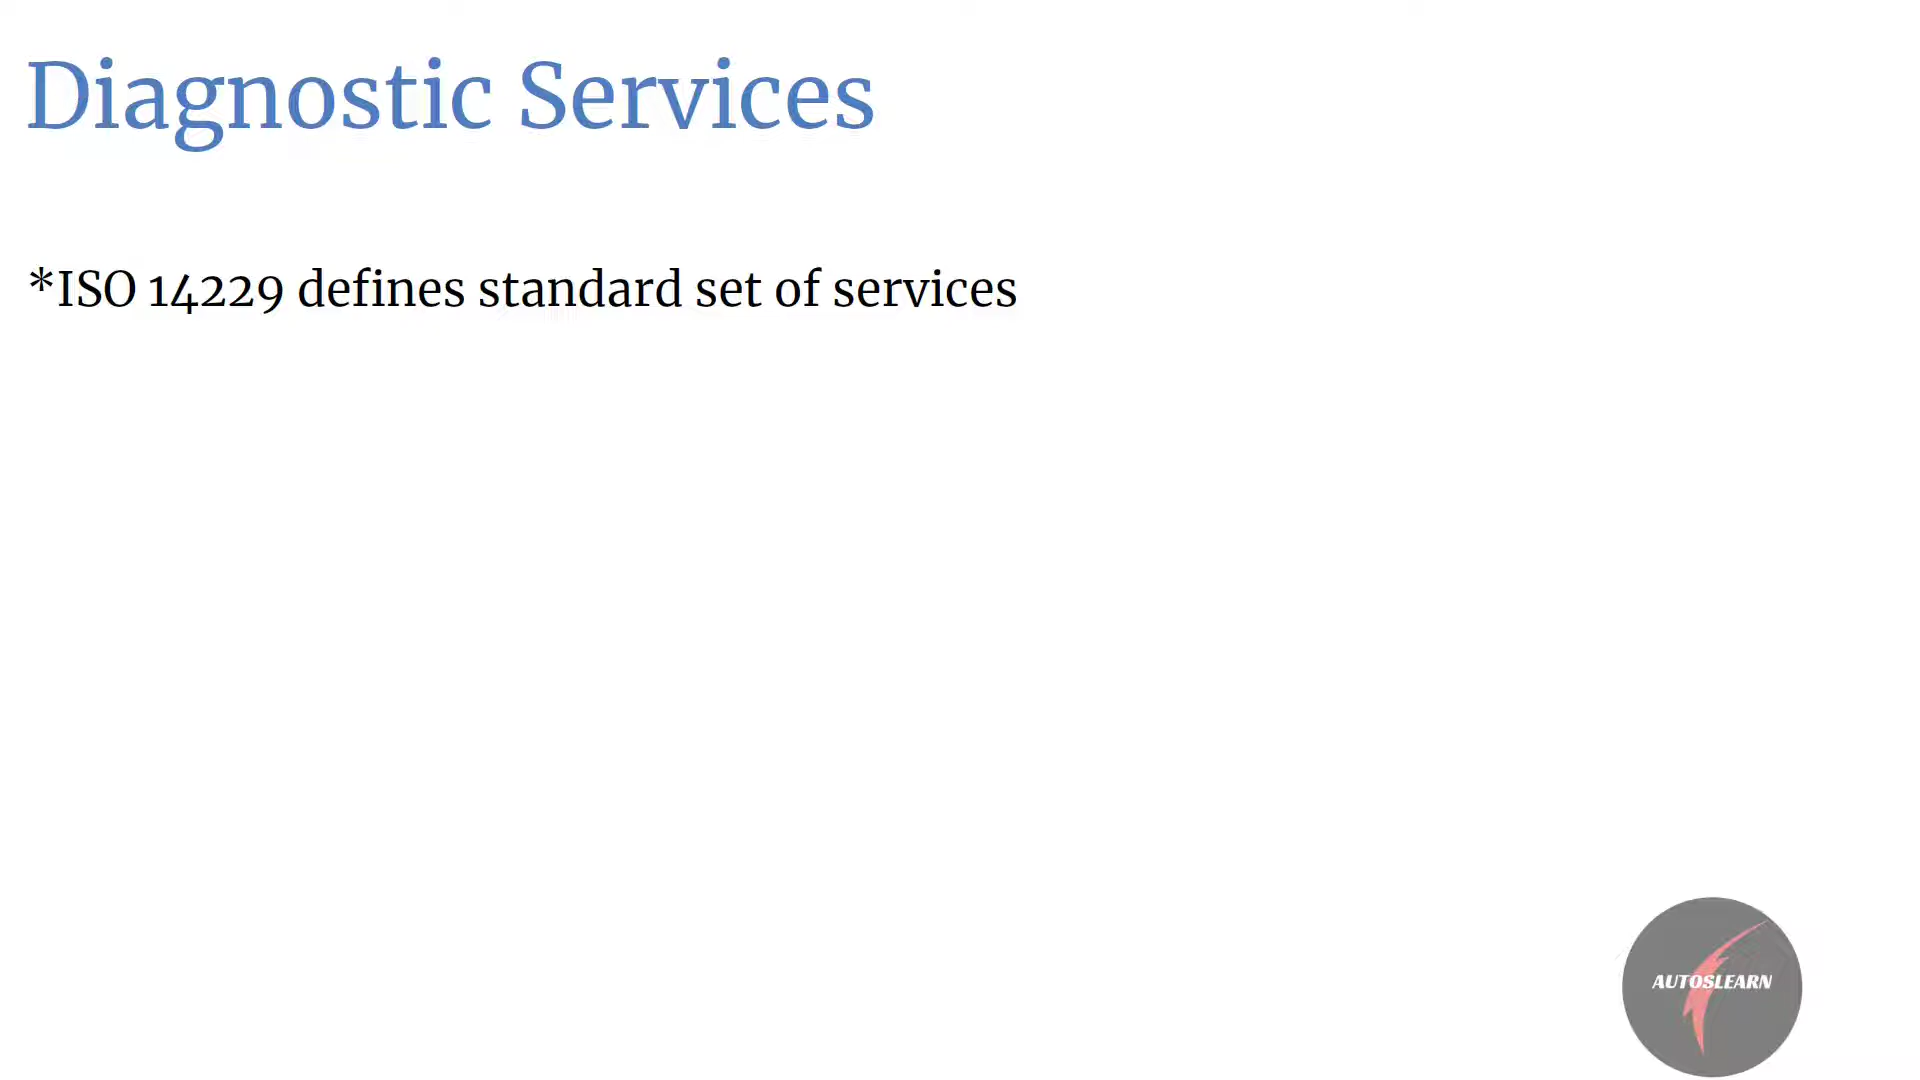 Diagnostic Services
*ISO 14229 defines standard set of services
AUTOSLEARN